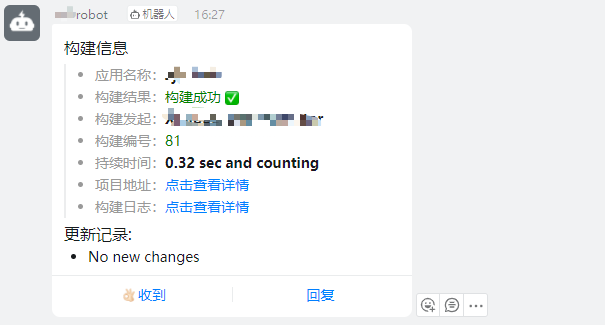 robot 机器人 16:27
构建信息
应用名称：
构建结果：构建成功 ✅
构建发起：
构建编号：81
持续时间：0.32 sec and counting
项目地址：点击查看详情
构建日志：点击查看详情
更新记录:
No new changes
👌🏻收到 回复